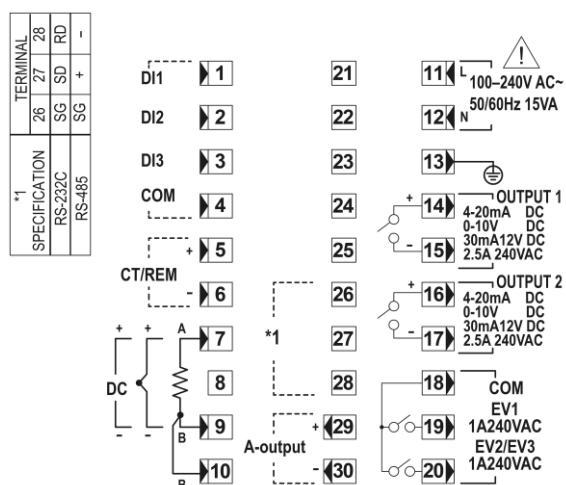 *1
TERMINAL
SPECIFICATION 26 27 28
RS-232C SG SD RD
RS-485 SG + -
DI1 1
DI2 2
DI3 3
COM 4
+ 5
CT/REM
- 6
+ + A 7
DC
8
- - B 9
B 10
21
22
23
24
25
26
*1 27
28
A-output
+ 29
- 30
11 L 100–240V AC~
50/60Hz 15VA
12 N
13
OUTPUT 1
+ 14 4-20mA DC
0-10V DC
- 15 30mA12V DC
2.5A 240VAC
OUTPUT 2
+ 16 4-20mA DC
0-10V DC
- 17 30mA12V DC
2.5A 240VAC
18 COM
EV1
19 1A240VAC
EV2/EV3
20 1A240VAC
!